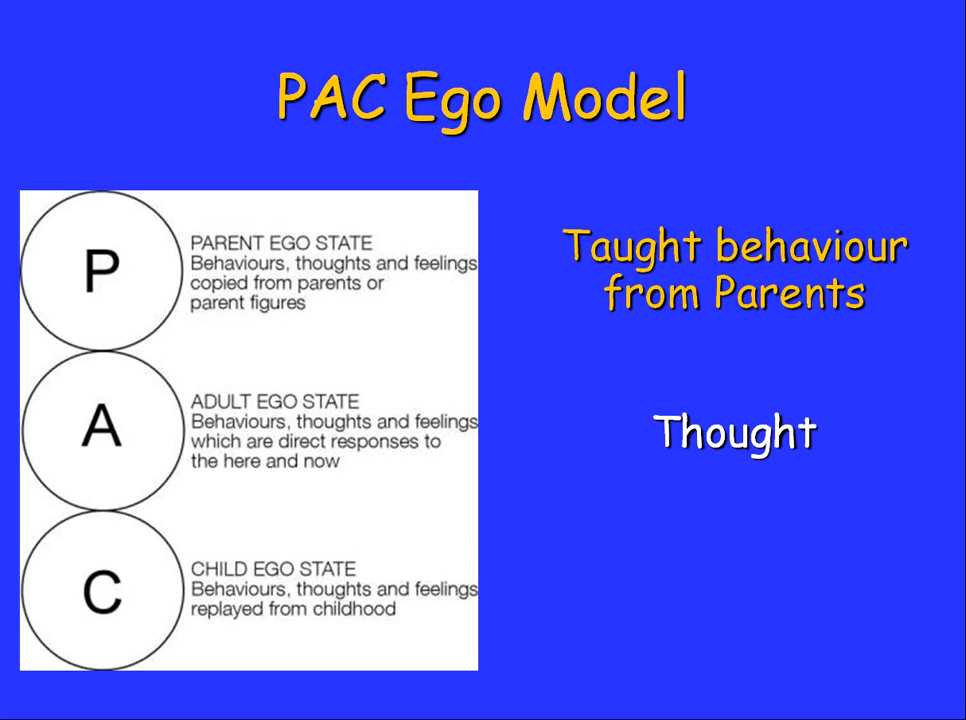 PAC Ego Model
P
PARENT EGO STATE
Behaviours, thoughts and feelings
copied from parents or
parent figures
Taught behaviour
from Parents
A
ADULT EGO STATE
Behaviours, thoughts and feelings
which are direct responses to
the here and now
Thought
C
CHILD EGO STATE
Behaviours, thoughts and feelings
replayed from childhood